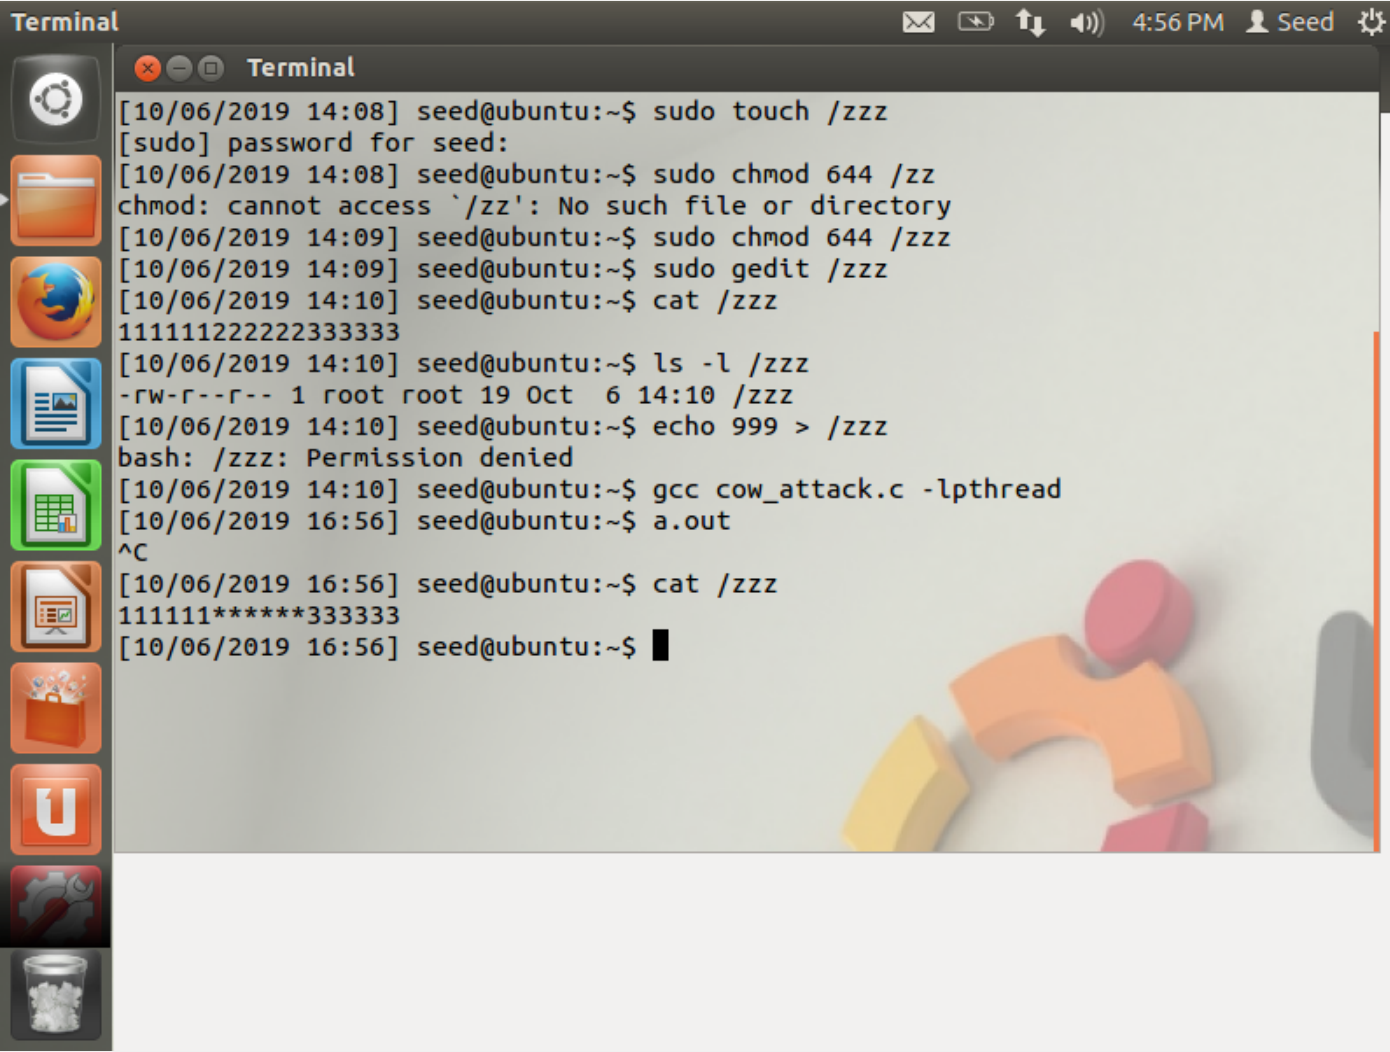 Terminal
4:56 PM Seed
Terminal
[10/06/2019 14:08] seed@ubuntu:~$ sudo touch /zzz
[sudo] password for seed:
[10/06/2019 14:08] seed@ubuntu:~$ sudo chmod 644 /zz
chmod: cannot access `/zz': No such file or directory
[10/06/2019 14:09] seed@ubuntu:~$ sudo chmod 644 /zzz
[10/06/2019 14:09] seed@ubuntu:~$ sudo gedit /zzz
[10/06/2019 14:10] seed@ubuntu:~$ cat /zzz
111111222222333333
[10/06/2019 14:10] seed@ubuntu:~$ ls -l /zzz
-rw-r--r-- 1 root root 19 Oct  6 14:10 /zzz
[10/06/2019 14:10] seed@ubuntu:~$ echo 999 > /zzz
bash: /zzz: Permission denied
[10/06/2019 14:10] seed@ubuntu:~$ gcc cow_attack.c -lpthread
[10/06/2019 16:56] seed@ubuntu:~$ a.out
^C
[10/06/2019 16:56] seed@ubuntu:~$ cat /zzz
111111******333333
[10/06/2019 16:56] seed@ubuntu:~$